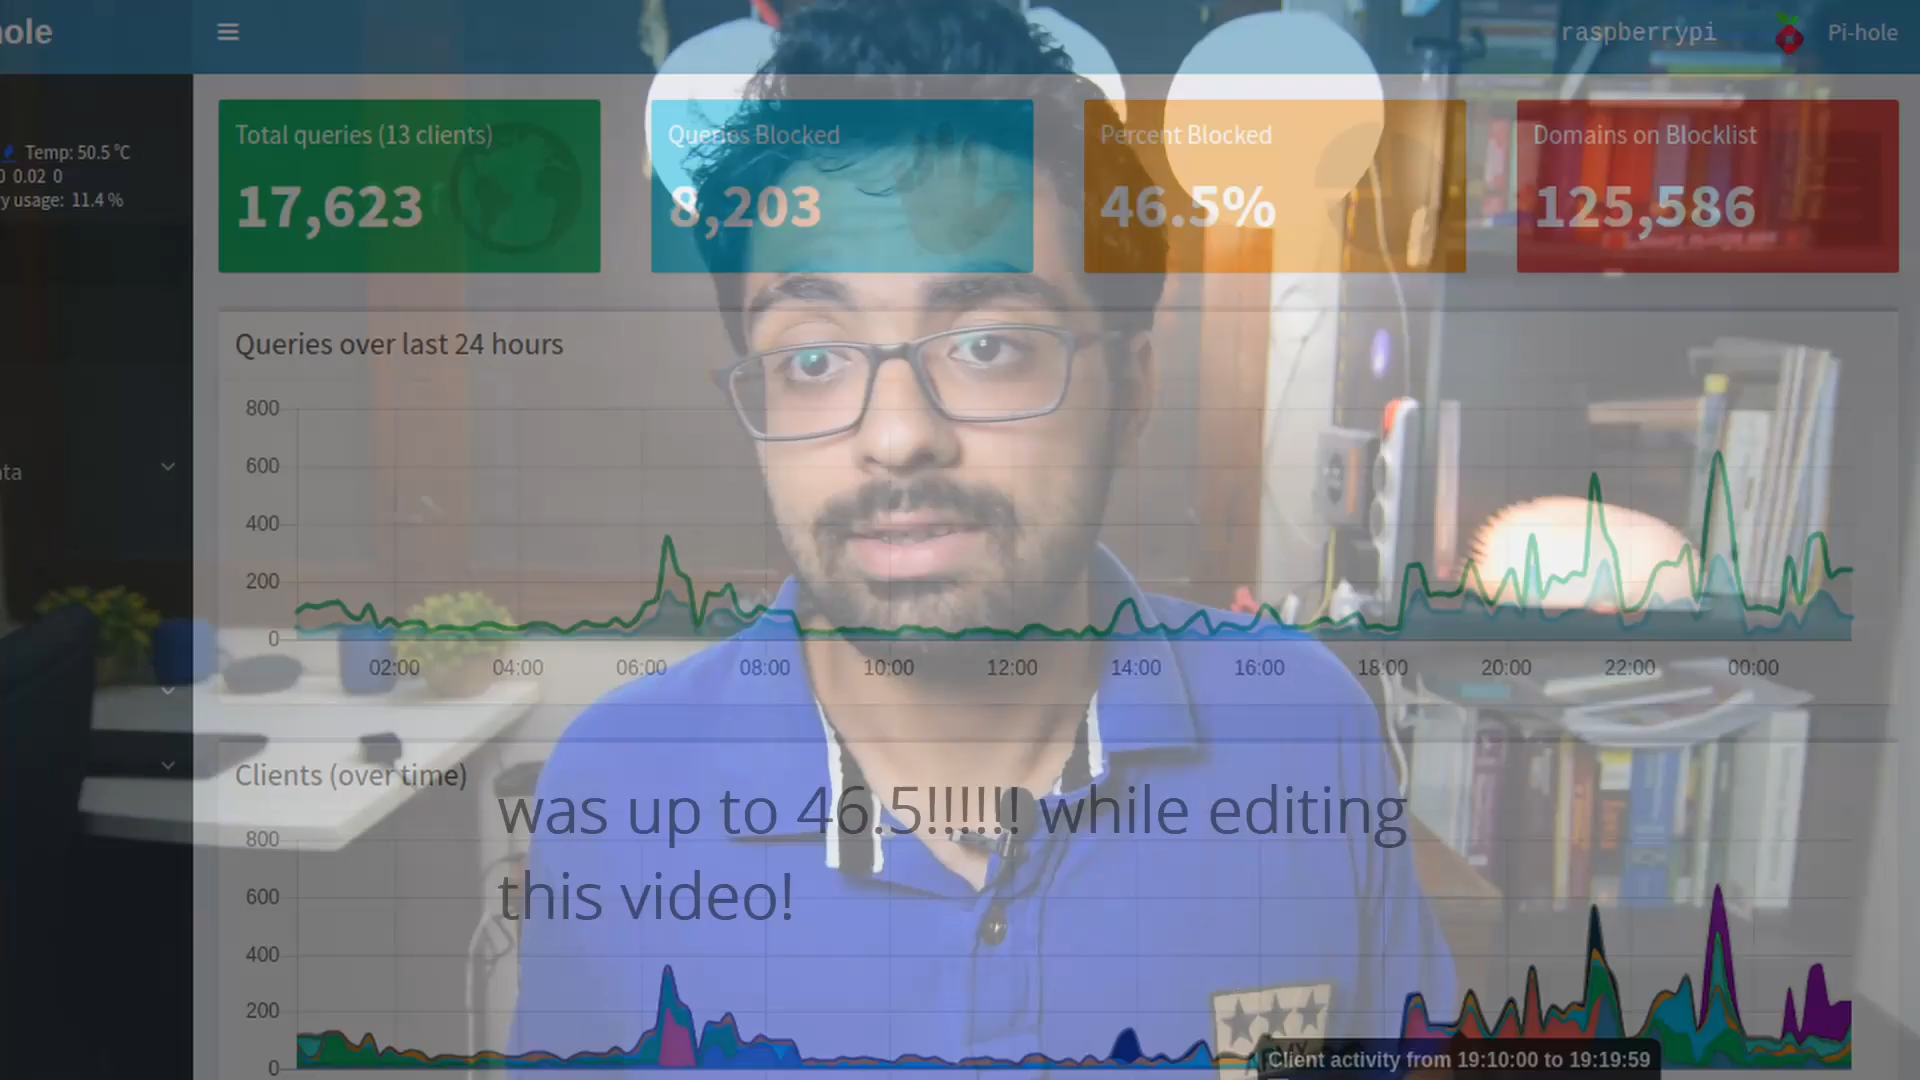 hole
raspberrypi
Pi-hole
Temp: 50.5 °C
0 0.02 0
y usage: 11.4 %
Total queries (13 clients)
17,623
Queries Blocked
8,203
Percent Blocked
46.5%
Domains on Blocklist
125,586
Queries over last 24 hours
800
600
400
200
0
02:00 04:00 06:00 08:00 10:00 12:00 14:00 16:00 18:00 20:00 22:00 00:00
ata
Clients (over time)
was up to 46.5!!!!!! while editing
this video!
800
600
400
200
0
Client activity from 19:10:00 to 19:19:59